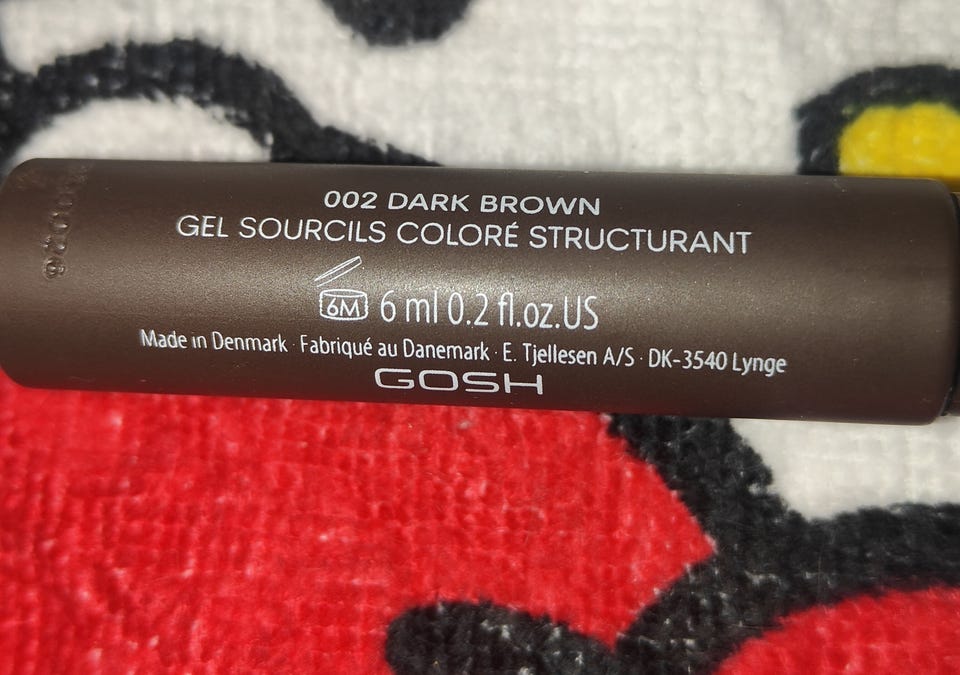 002 DARK BROWN
GEL SOURCILS COLORÉ STRUCTURANT
6M 6 ml 0.2 fl.oz.US
Made in Denmark · Fabriqué au Danemark · E. Tjellesen A/S · DK-3540 Lynge
GOSH